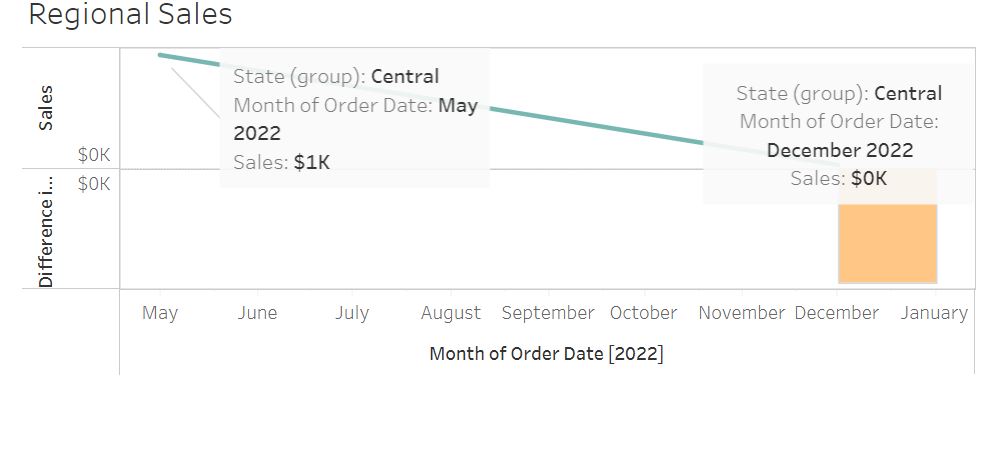 Regional Sales
Sales
$0K
State (group): Central
Month of Order Date: May
2022
Sales: $1K
State (group): Central
Month of Order Date:
December 2022
Sales: $0K
Difference i...
$0K
May June July August September October November December January
Month of Order Date [2022]